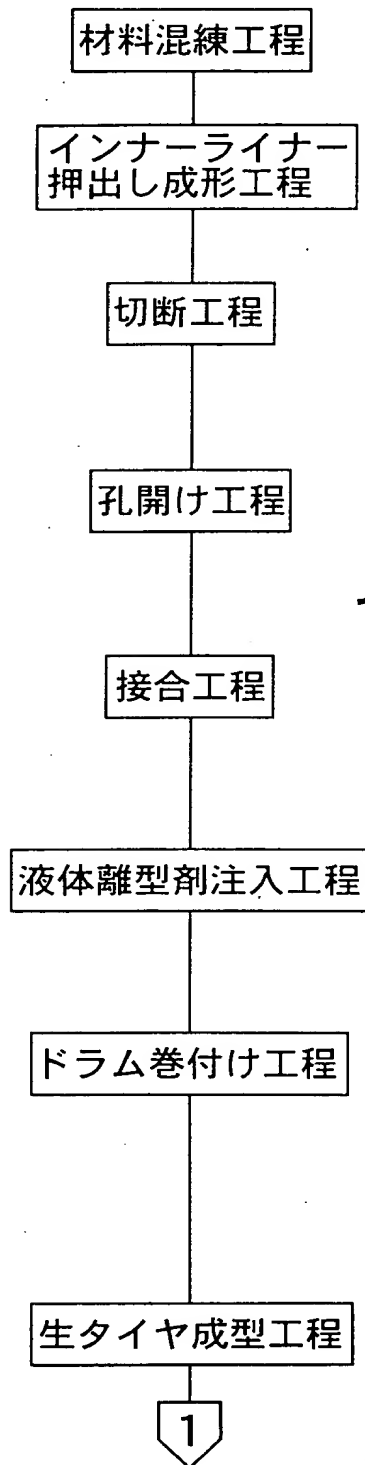 材料混練工程
インナーライナー
押出し成形工程
切断工程
孔開け工程
接合工程
液体離型剤注入工程
ドラム巻付け工程
生タイヤ成型工程
1